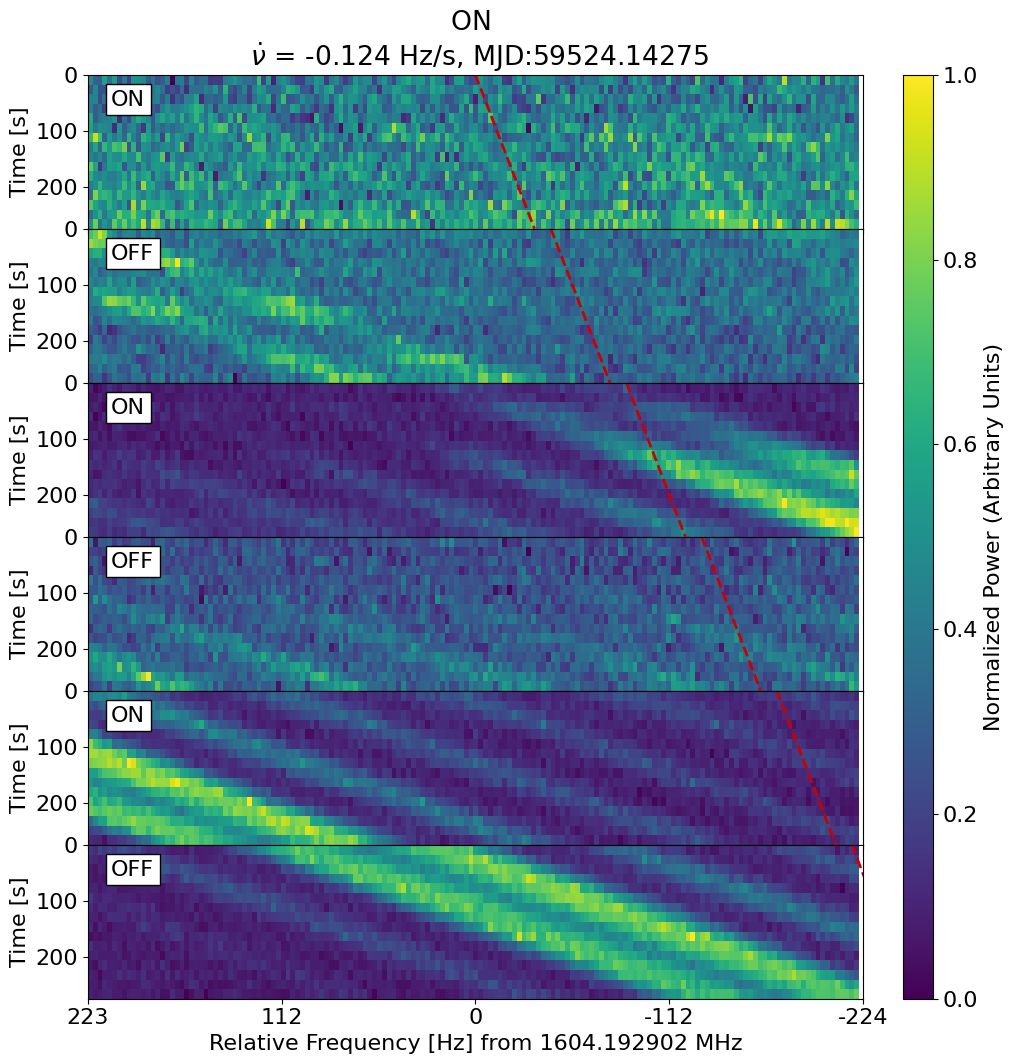 ON
ν̇ = -0.124 Hz/s, MJD:59524.14275
0
ON
100
Time [s]
200
0
OFF
100
Time [s]
200
0
ON
100
Time [s]
200
0
OFF
100
Time [s]
200
0
ON
100
Time [s]
200
0
OFF
100
Time [s]
200
223 112 0 -112 -224
Relative Frequency [Hz] from 1604.192902 MHz
1.0
0.8
0.6
0.4
0.2
0.0
Normalized Power (Arbitrary Units)